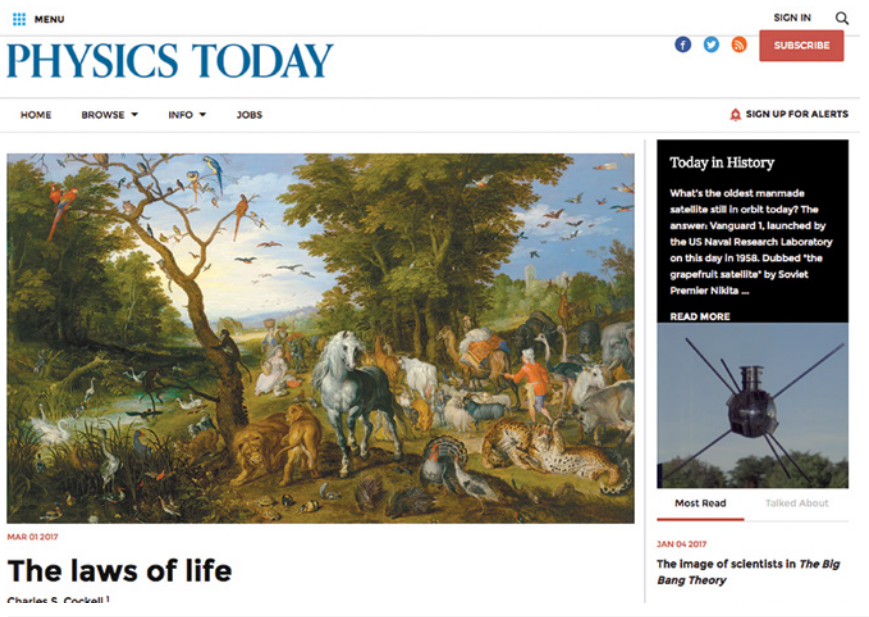 MENU
SIGN IN
PHYSICS TODAY
SUBSCRIBE
HOME
BROWSE
INFO
JOBS
SIGN UP FOR ALERTS
Today in History
What's the oldest manmade
satellite still in orbit today? The
answer: Vanguard 1, launched by
the US Naval Research Laboratory
on this day in 1958. Dubbed "the
grapefruit satellite" by Soviet
Premier Nikita ...
READ MORE
MAR 01 2017
The laws of life
Charles S. Cockell 1
Most Read
Talked About
JAN 04 2017
The image of scientists in The Big
Bang Theory